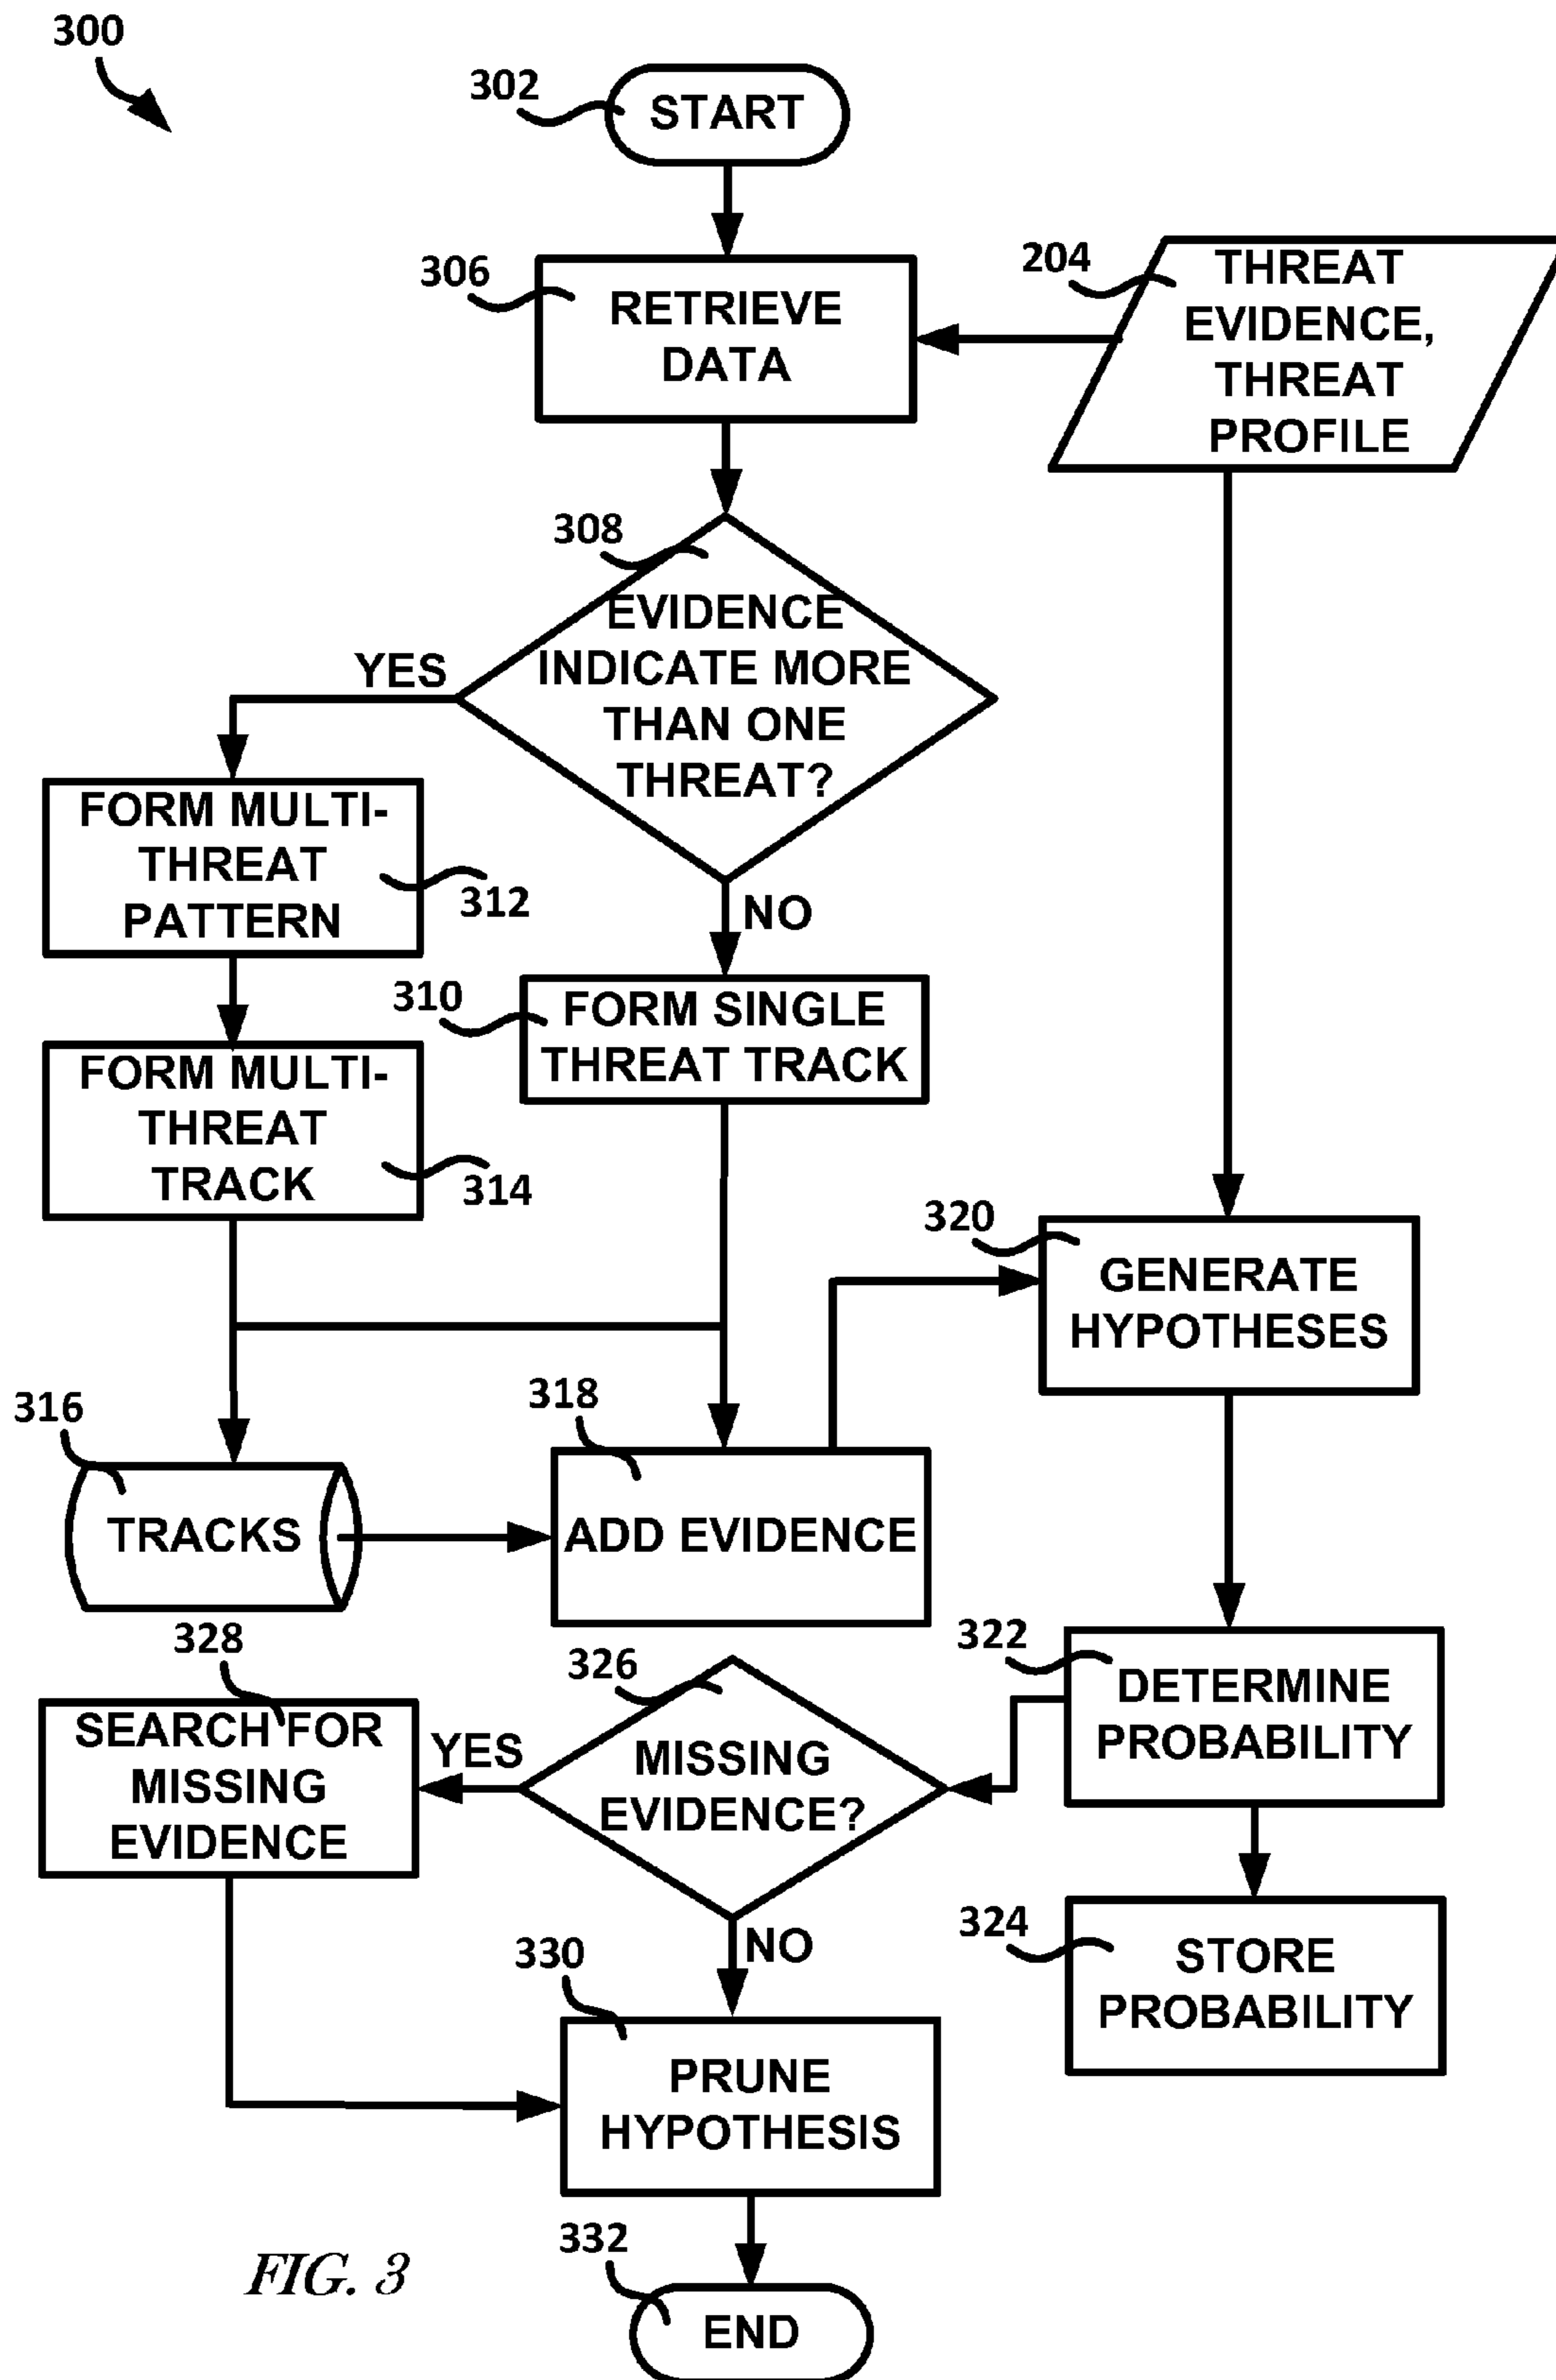 300
302
START
306
RETRIEVE
DATA
204
THREAT
EVIDENCE,
THREAT
PROFILE
308
EVIDENCE
INDICATE MORE
THAN ONE
THREAT?
YES
NO
FORM MULTI-
THREAT
PATTERN
312
310
FORM SINGLE
THREAT TRACK
FORM MULTI-
THREAT
TRACK
314
320
GENERATE
HYPOTHESES
316
TRACKS
318
ADD EVIDENCE
322
DETERMINE
PROBABILITY
326
MISSING
EVIDENCE?
YES
NO
328
SEARCH FOR
MISSING
EVIDENCE
324
STORE
PROBABILITY
330
PRUNE
HYPOTHESIS
332
END
FIG. 3